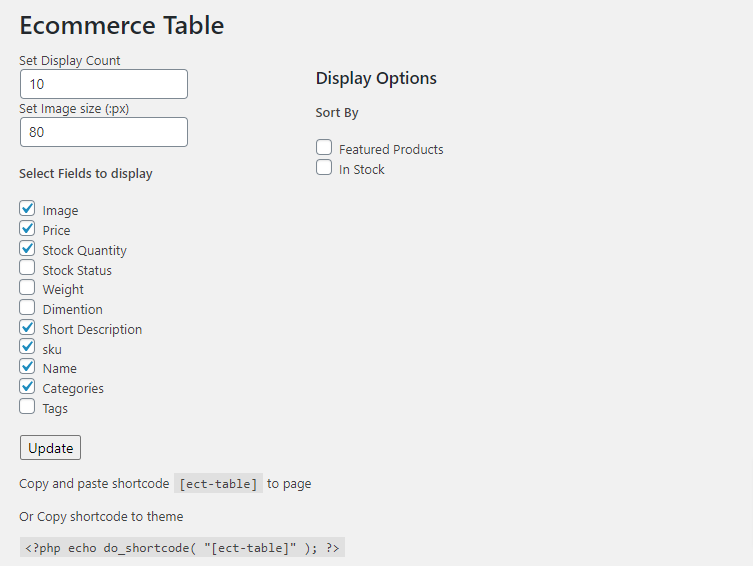 Ecommerce Table
Set Display Count
10
Set Image size (:px)
80
Select Fields to display
Image
Price
Stock Quantity
Stock Status
Weight
Dimention
Short Description
sku
Name
Categories
Tags
Update
Copy and paste shortcode [ect-table] to page
Or Copy shortcode to theme
<?php echo do_shortcode( "[ect-table]" ); ?>
Display Options
Sort By
Featured Products
In Stock